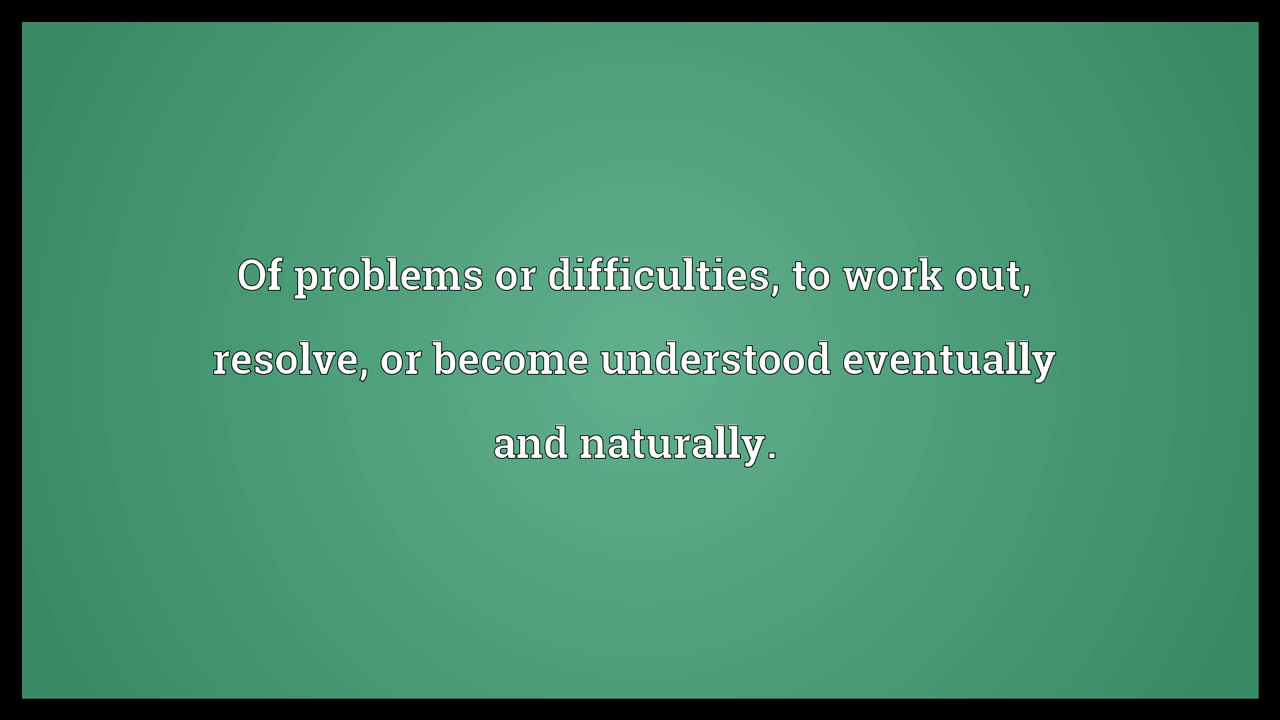 Of problems or difficulties, to work out,
resolve, or become understood eventually
and naturally.